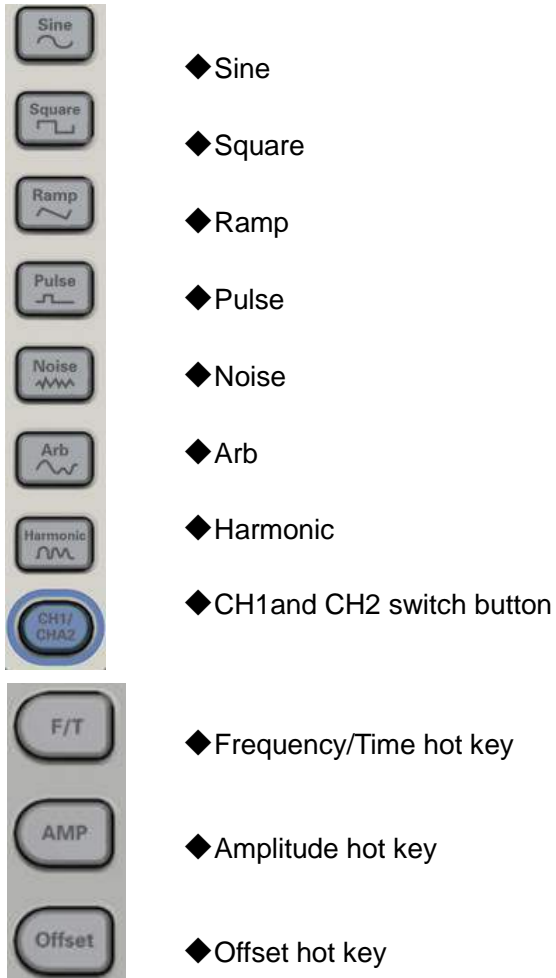 Sine
◆Sine
Square
◆Square
Ramp
◆Ramp
Pulse
◆Pulse
Noise
◆Noise
Arb
◆Arb
Harmonic
◆Harmonic
CH1/
CHA2
◆CH1and CH2 switch button
F/T
◆Frequency/Time hot key
AMP
◆Amplitude hot key
Offset
◆Offset hot key